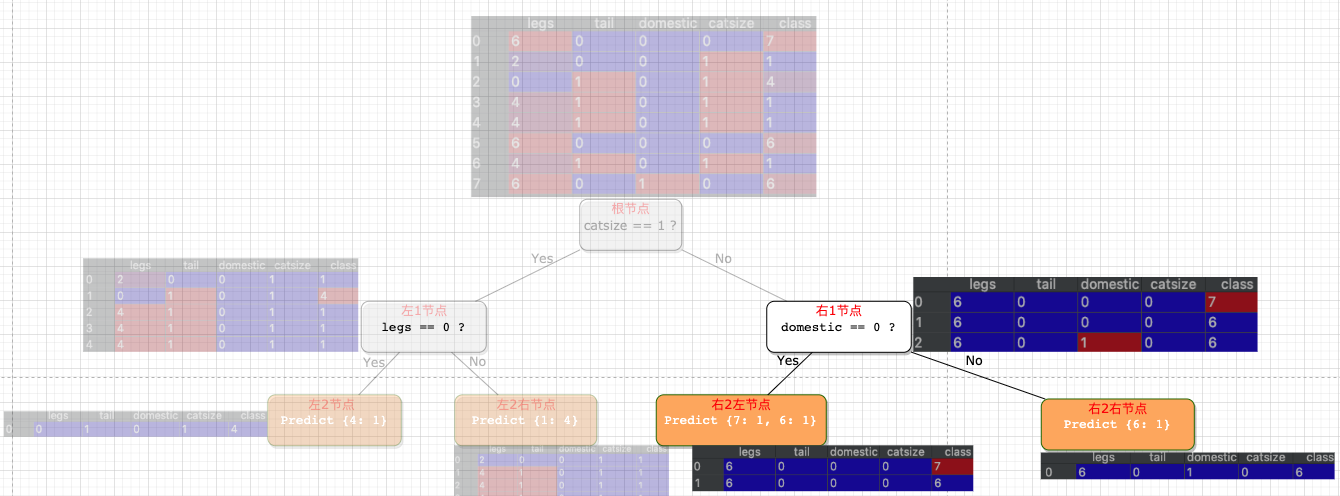 legs tail domestic catsize class
0 6 0 0 0 7
1 2 0 0 1 1
2 0 1 0 1 4
3 4 1 0 1 1
4 4 1 0 1 1
5 6 0 0 0 6
6 4 1 0 1 1
7 6 0 1 0 6
根节点
catsize == 1 ?
Yes
No
legs tail domestic catsize class
0 2 0 0 1 1
1 0 1 0 1 4
2 4 1 0 1 1
3 4 1 0 1 1
4 4 1 0 1 1
左1节点
legs == 0 ?
右1节点
domestic == 0 ?
legs tail domestic catsize class
0 6 0 0 0 7
1 6 0 0 0 6
2 6 0 1 0 6
Yes
No
Yes
No
legs tail domestic catsize class
0 0 1 0 1 4
左2节点
Predict {4: 1}
左2右节点
Predict {1: 4}
右2左节点
Predict {7: 1, 6: 1}
右2右节点
Predict {6: 1}
legs tail domestic catsize class
0 2 0 0 1 1
4 1 0 1 1
4 1 0 1 1
legs tail domestic catsize class
0 6 0 0 0 7
1 6 0 0 0 6
legs tail domestic catsize class
0 6 0 1 0 6